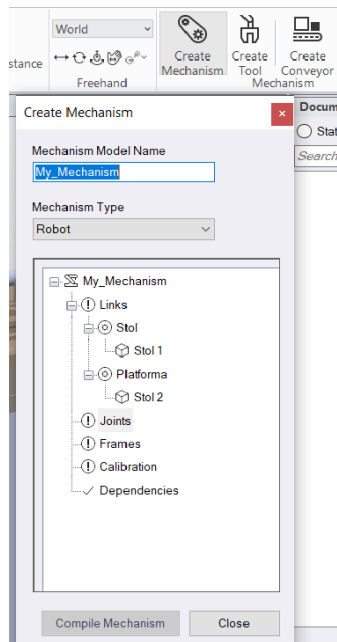 World
stance
Freehand
Create
Mechanism
Create
Tool
Create
Conveyor
Mechanism
Create Mechanism
Docum
Stat
Search
Mechanism Model Name
My_Mechanism
Mechanism Type
Robot
My_Mechanism
Links
Stol
Stol 1
Platforma
Stol 2
Joints
Frames
Calibration
Dependencies
Compile Mechanism
Close